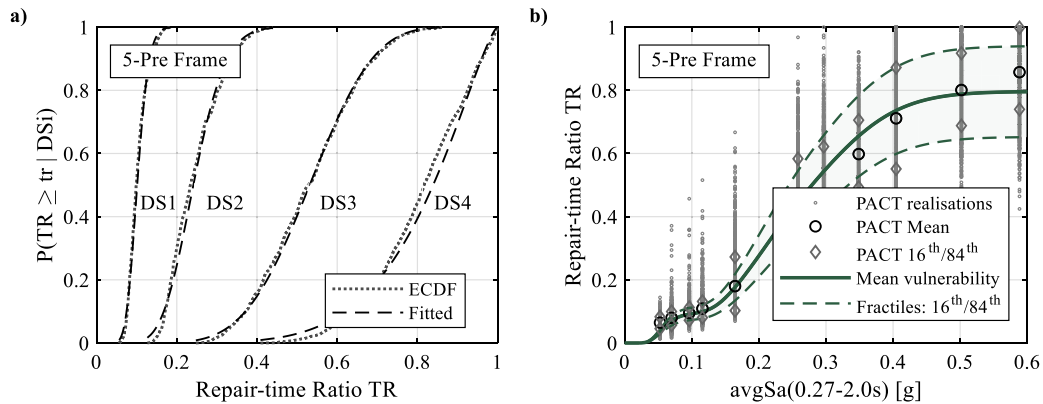 a)
5-Pre Frame
P(TR ≥ tr | DSi)
1
0.8
0.6
0.4
0.2
0
DS1
DS2
DS3
DS4
ECDF
Fitted
0
0.2
0.4
0.6
0.8
1
Repair-time Ratio TR
b)
5-Pre Frame
Repair-time Ratio TR
1
0.8
0.6
0.4
0.2
0
PACT realisations
PACT Mean
PACT 16th/84th
Mean vulnerability
Fractiles: 16th/84th
0
0.1
0.2
0.3
0.4
0.5
0.6
avgSa(0.27-2.0s) [g]